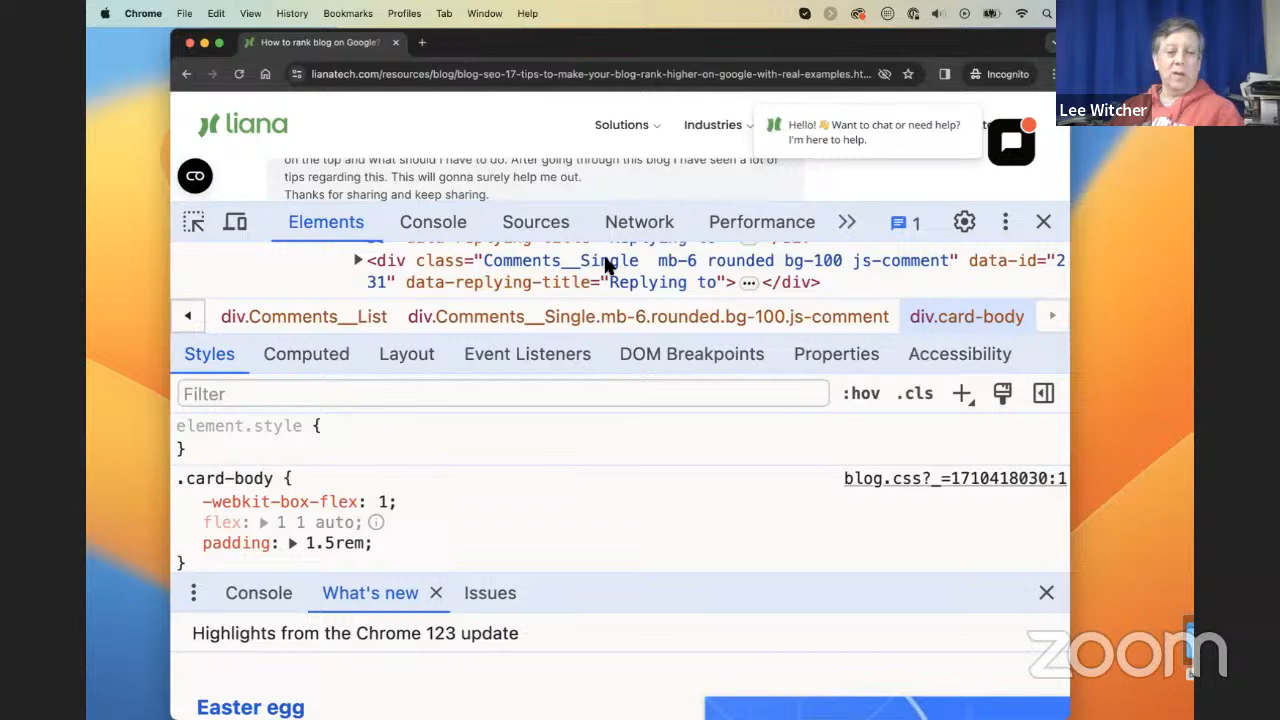 Chrome File Edit View History Bookmarks Profiles Tab Window Help
How to rank blog on Google?
lianatech.com/resources/blog/blog-seo-17-tips-to-make-your-blog-rank-higher-on-google-with-real-examples.ht...
Incognito
Lee Witcher
liana
Solutions
Industries
Hello! 👋 Want to chat or need help?
I'm here to help.
on the top and what should I have to do. After going through this blog I have seen a lot of
tips regarding this. This will gonna surely help me out.
Thanks for sharing and keep sharing.
Elements Console Sources Network Performance 1
<div class="Comments__Single mb-6 rounded bg-100 js-comment" data-id="2
31" data-replying-title="Replying to"> </div>
div.Comments__List div.Comments__Single.mb-6.rounded.bg-100.js-comment div.card-body
Styles Computed Layout Event Listeners DOM Breakpoints Properties Accessibility
Filter :hov .cls
element.style {
}
.card-body { blog.css?_=1710418030:1
-webkit-box-flex: 1;
flex: 1 1 auto;
padding: 1.5rem;
}
Console What's new Issues
Highlights from the Chrome 123 update
zoom
Easter egg